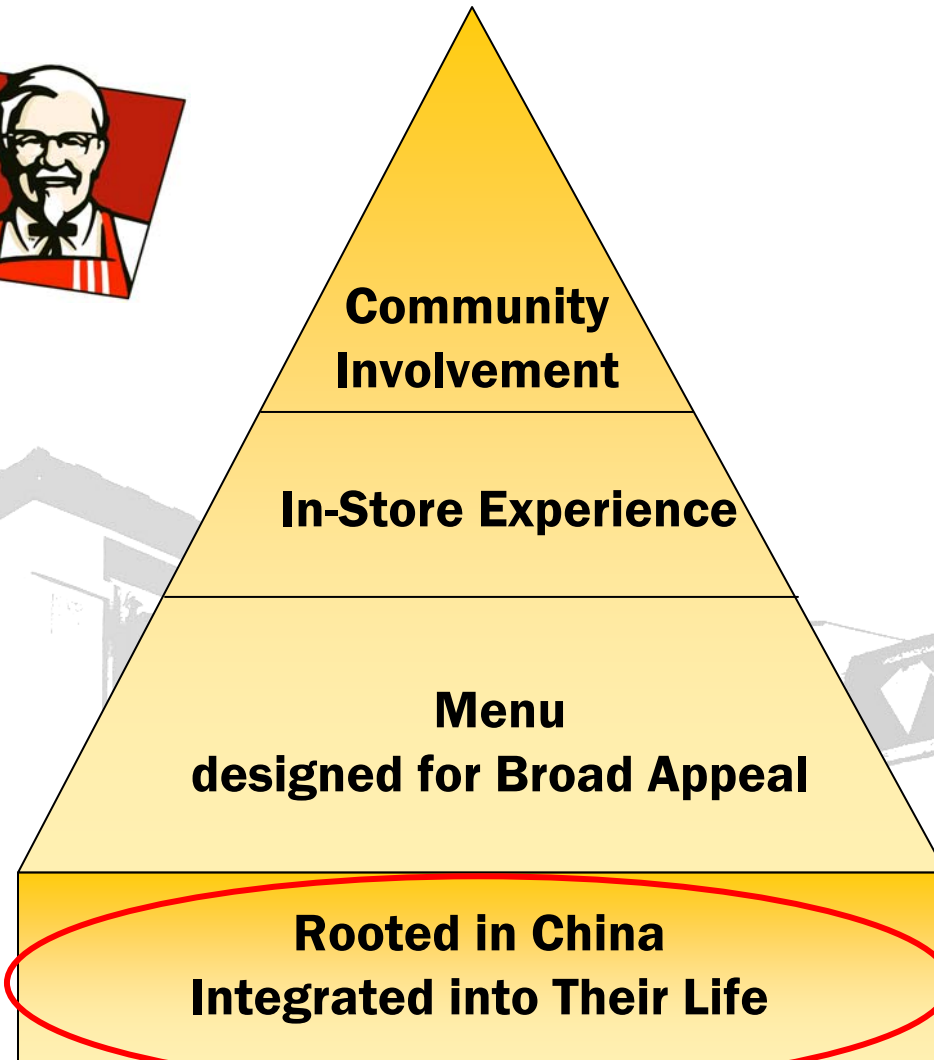 Community
Involvement
In-Store Experience
Menu
designed for Broad Appeal
Rooted in China
Integrated into Their Life